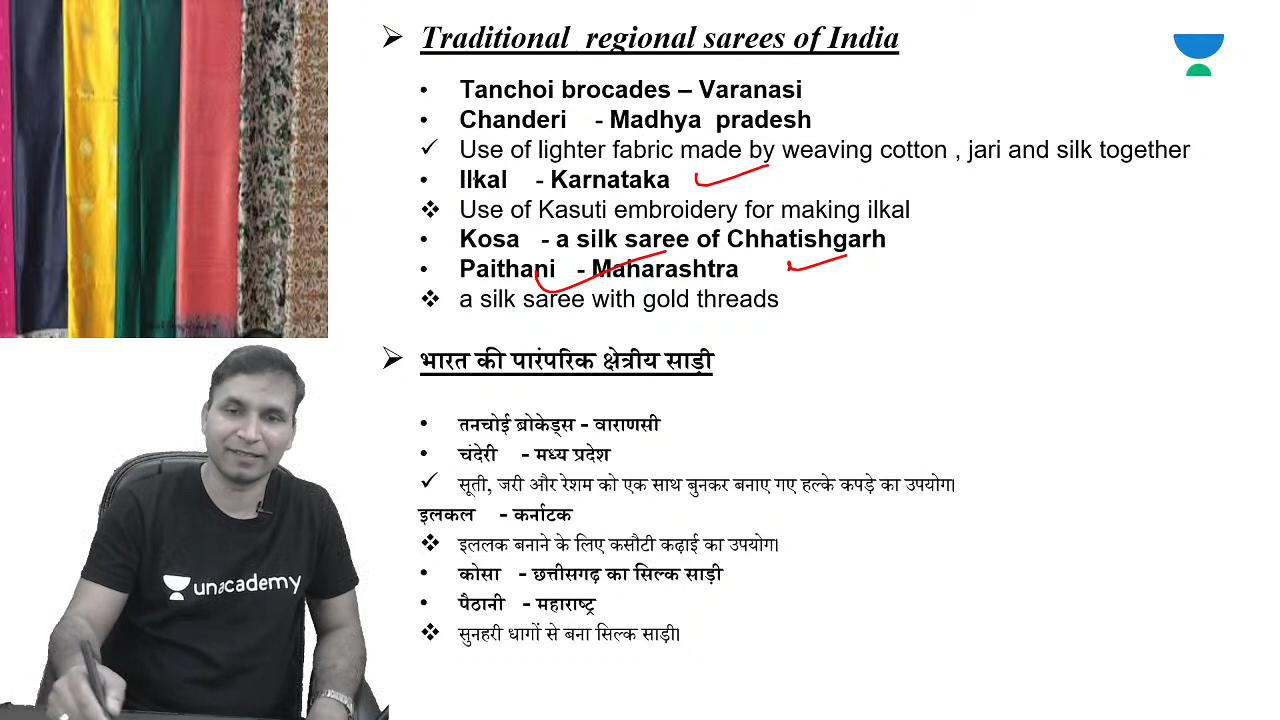 Traditional regional sarees of India
Tanchoi brocades – Varanasi
Chanderi - Madhya pradesh
Use of lighter fabric made by weaving cotton , jari and silk together
Ilkal - Karnataka
Use of Kasuti embroidery for making ilkal
Kosa - a silk saree of Chhatishgarh
Paithani - Maharashtra
a silk saree with gold threads
भारत की पारंपरिक क्षेत्रीय साड़ी
तनचोई ब्रोकेड्स - वाराणसी
चंदेरी - मध्य प्रदेश
सूती, जरी और रेशम को एक साथ बुनकर बनाए गए हल्के कपड़े का उपयोग।
इलकल - कर्नाटक
इललक बनाने के लिए कसौटी कढ़ाई का उपयोग।
कोसा - छत्तीसगढ़ का सिल्क साड़ी
पैठानी - महाराष्ट्र
सुनहरी धागों से बना सिल्क साड़ी।
unacademy